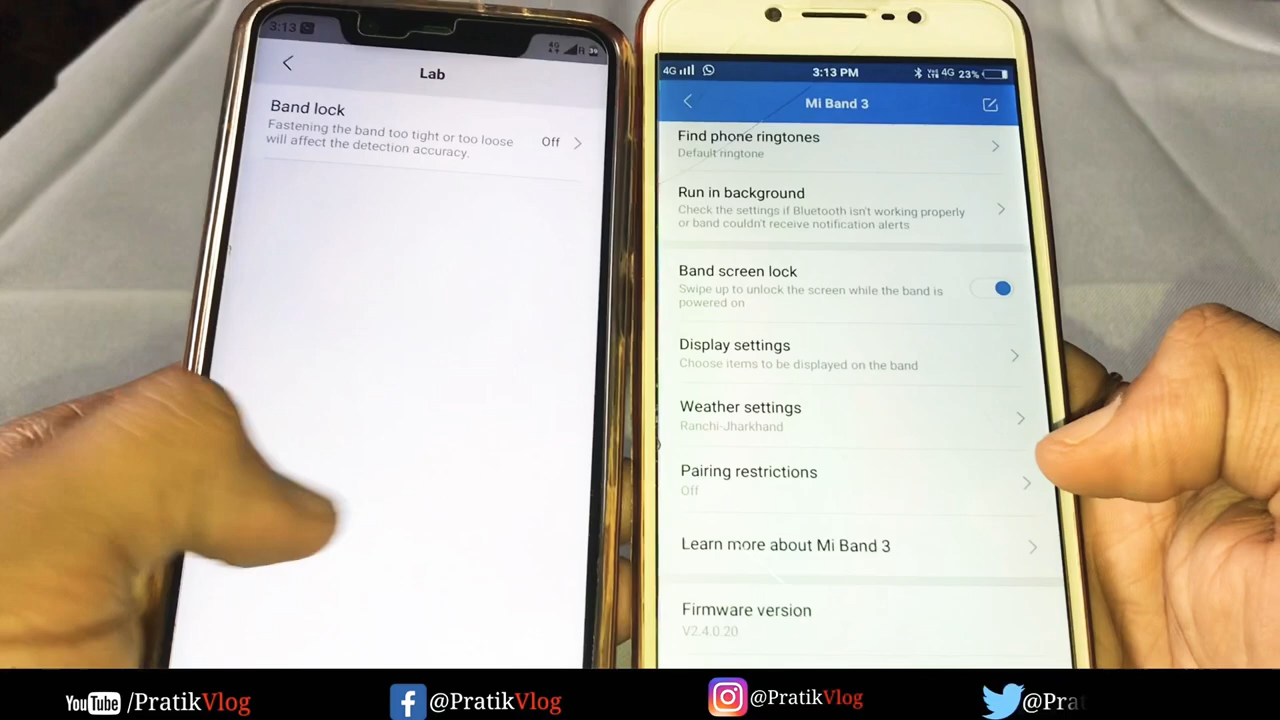 3:13
4G R 39
Lab
Band lock
Fastening the band too tight or too loose
will affect the detection accuracy.
Off
4G 3:13 PM 4G 23%
Mi Band 3
Find phone ringtones
Default ringtone
Run in background
Check the settings if Bluetooth isn't working properly
or band couldn't receive notification alerts
Band screen lock
Swipe up to unlock the screen while the band is
powered on
Display settings
Choose items to be displayed on the band
Weather settings
Ranchi-Jharkhand
Pairing restrictions
Off
Learn more about Mi Band 3
Firmware version
V2.4.0.20
YouTube /PratikVlog @PratikVlog @PratikVlog @Prat